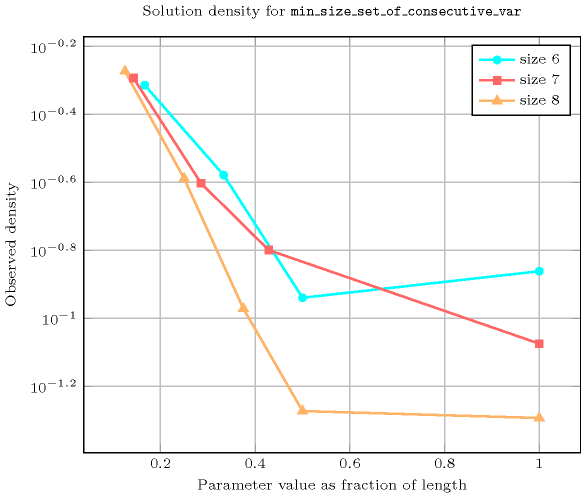 Solution density for min_size_set_of_consecutive_var
size 6
size 7
size 8
10^−0.2
10^−0.4
10^−0.6
10^−0.8
10^−1
10^−1.2
Observed density
0.2 0.4 0.6 0.8 1
Parameter value as fraction of length